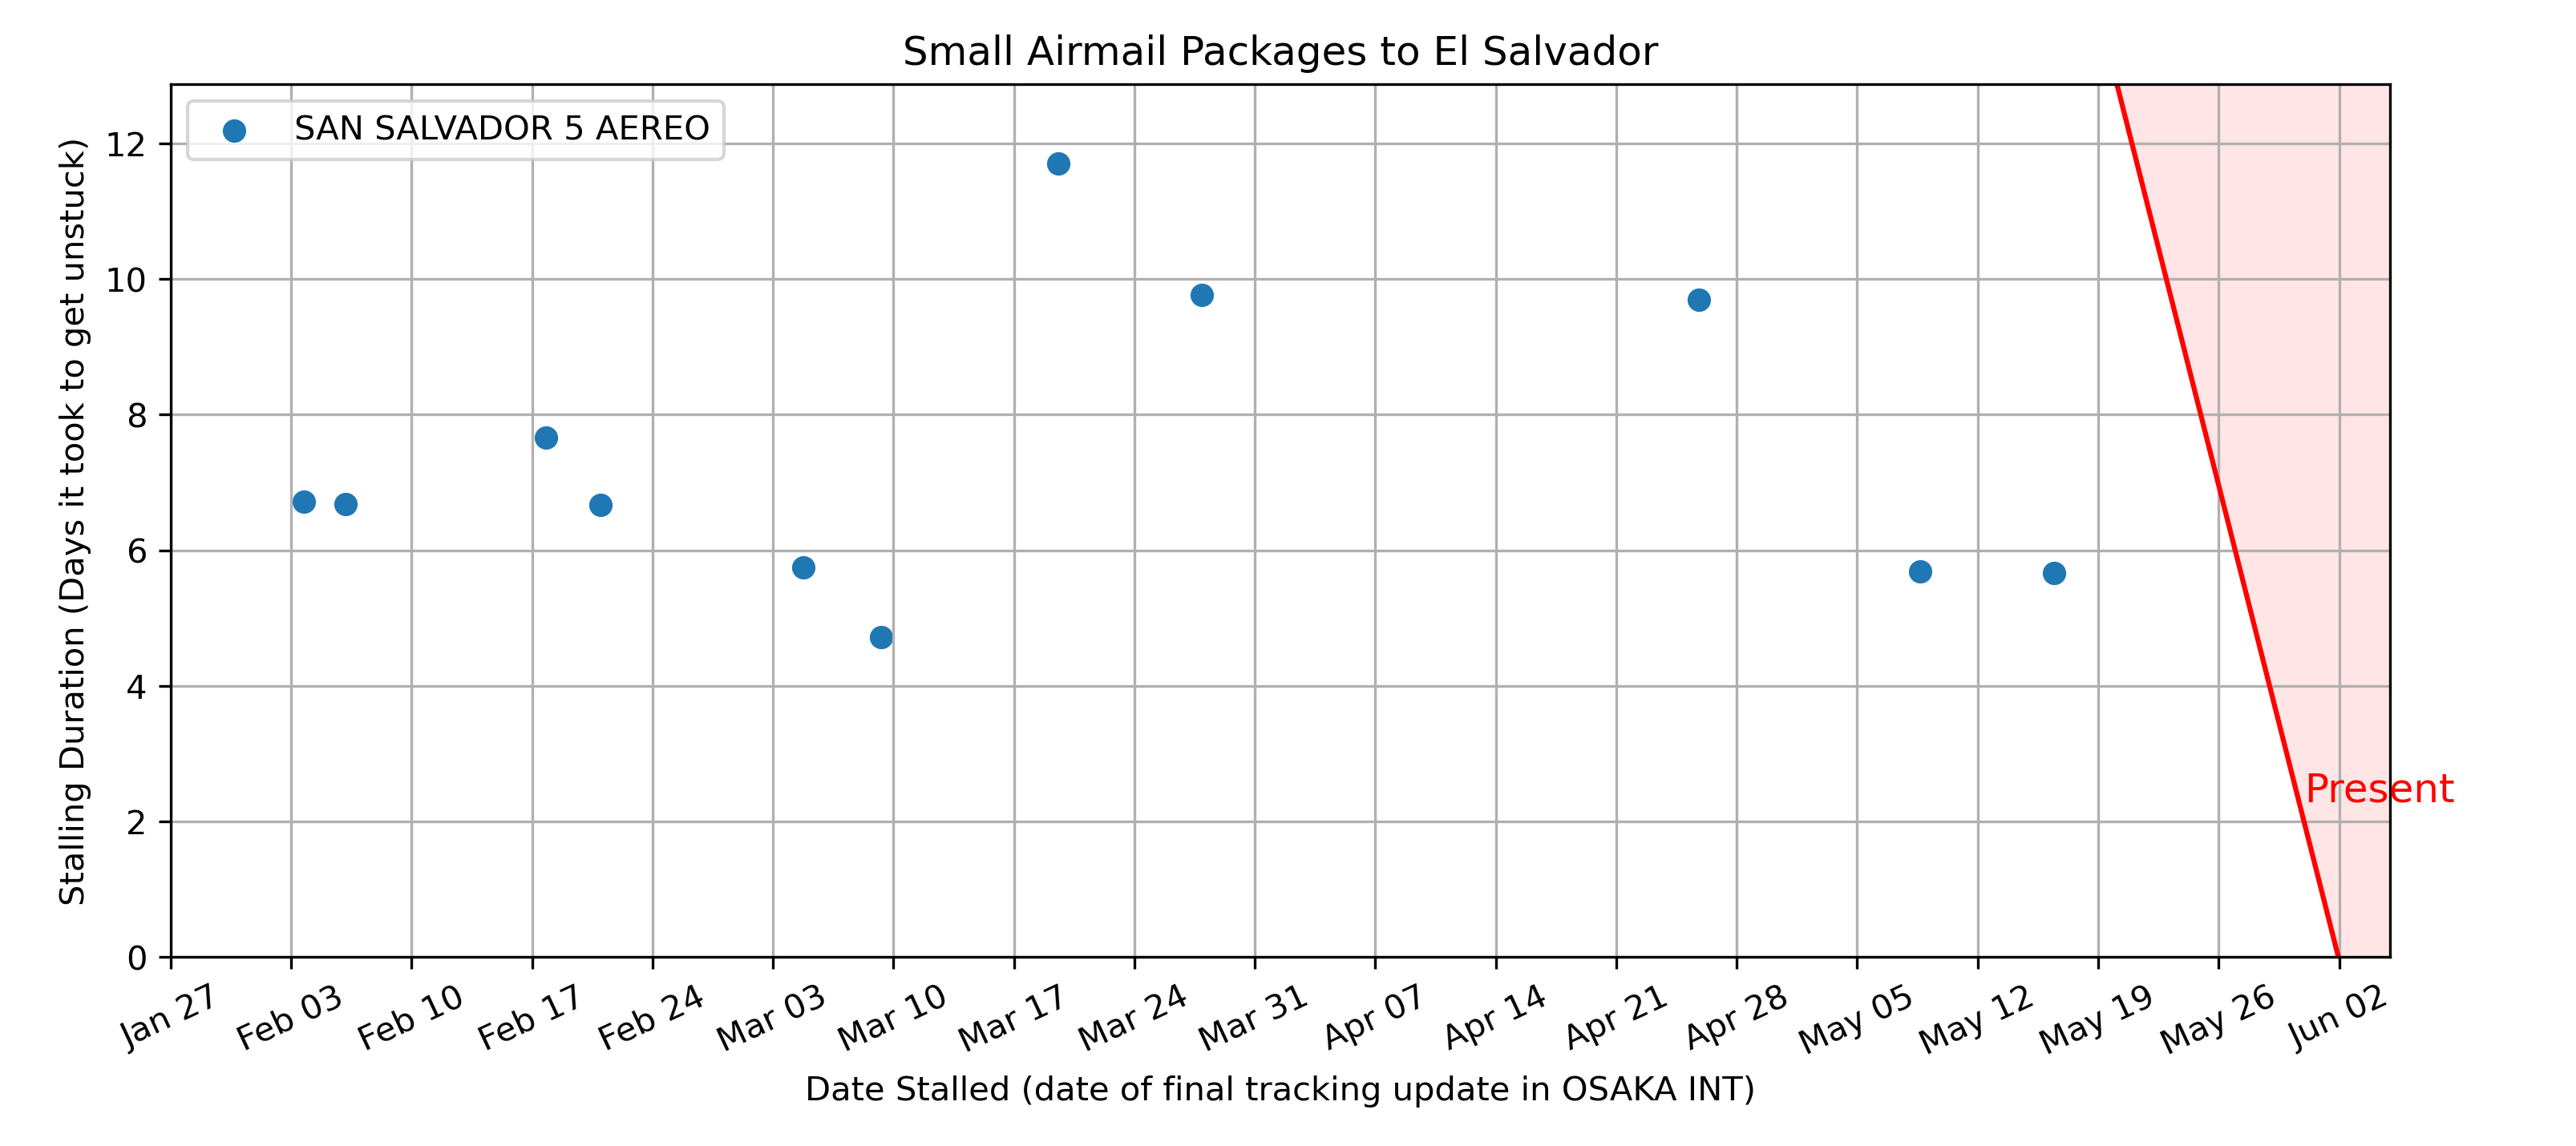 Small Airmail Packages to El Salvador
SAN SALVADOR 5 AEREO
Stalling Duration (Days it took to get unstuck)
12
10
8
6
4
2
0
Present
Jan 27
Feb 03
Feb 10
Feb 17
Feb 24
Mar 03
Mar 10
Mar 17
Mar 24
Mar 31
Apr 07
Apr 14
Apr 21
Apr 28
May 05
May 12
May 19
May 26
Jun 02
Date Stalled (date of final tracking update in OSAKA INT)